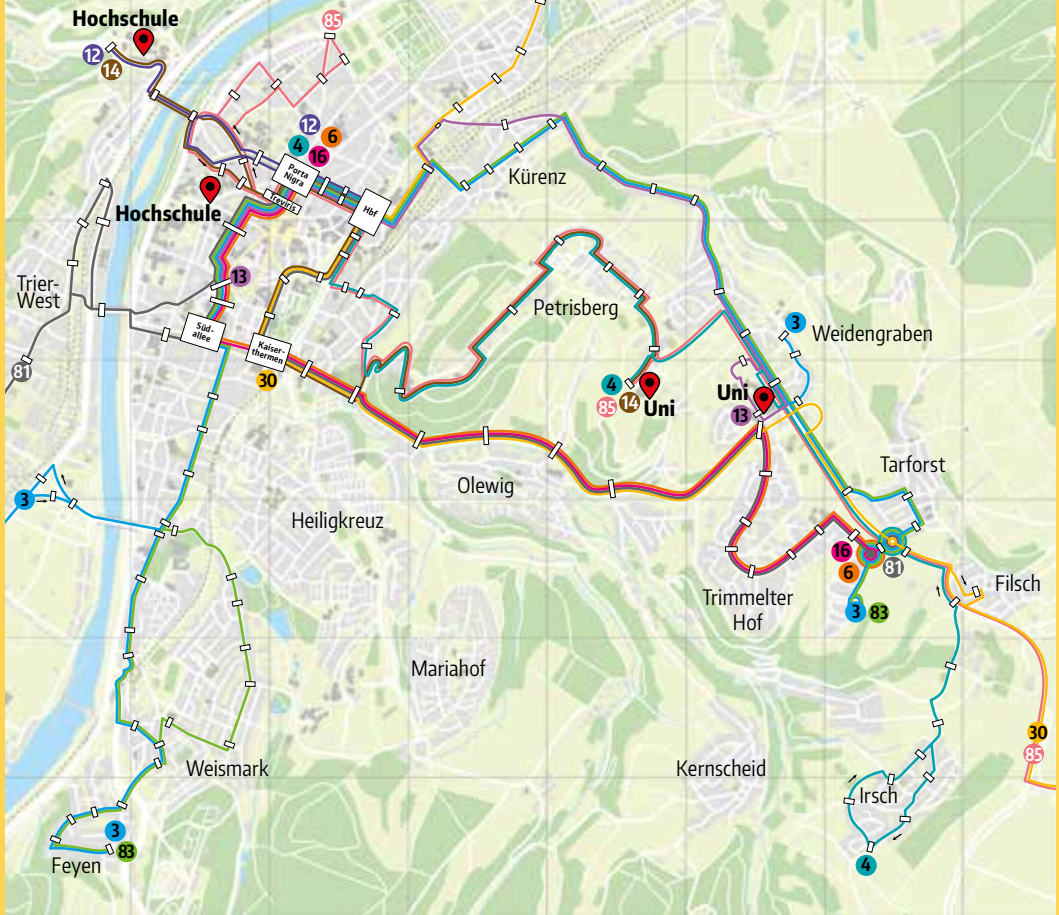 Hochschule
12
14
85
12
6
4
16
Porta
Nigra
Treviris
Hbf
Kürenz
Hochschule
13
Trier-
West
Süd-
allee
Kaiser-
thermen
30
81
Petrisberg
3
Weidengraben
4
85
14
Uni
Uni
13
Olewig
Tarforst
3
Heiligkreuz
16
6
81
Filsch
Trimmelter
Hof
3
83
Mariahof
Weismark
Kernscheid
30
85
Irsch
3
83
Feyen
4